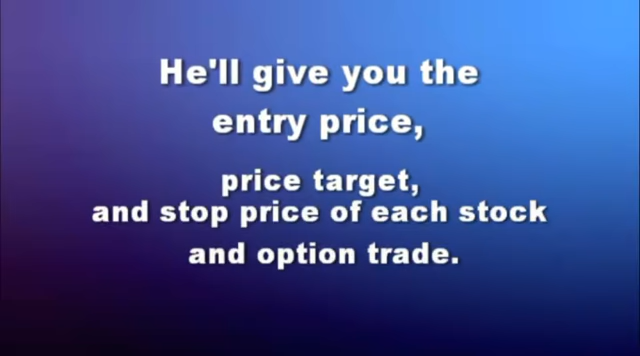 He'll give you the
entry price,
price target,
and stop price of each stock
and option trade.